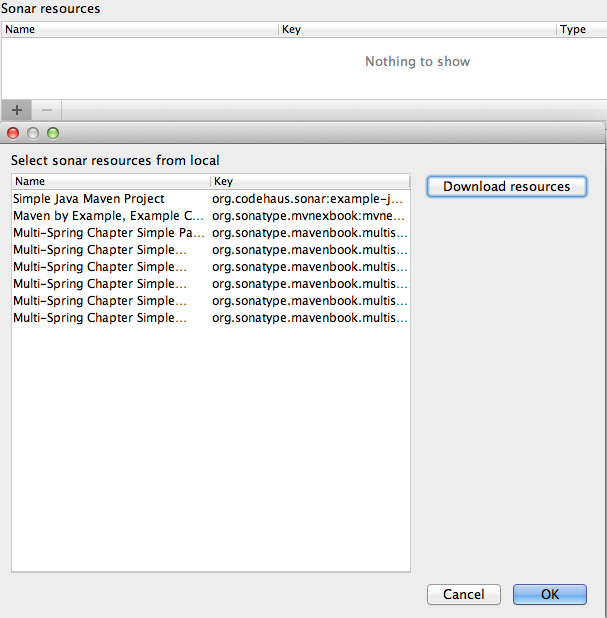 Sonar resources
Name Key Type
Nothing to show
+ −
Select sonar resources from local
Name Key Download resources
Simple Java Maven Project org.codehaus.sonar:example-j...
Maven by Example, Example C... org.sonatype.mvnexbook:mvne...
Multi-Spring Chapter Simple Pa... org.sonatype.mavenbook.multis...
Multi-Spring Chapter Simple... org.sonatype.mavenbook.multis...
Multi-Spring Chapter Simple... org.sonatype.mavenbook.multis...
Multi-Spring Chapter Simple... org.sonatype.mavenbook.multis...
Multi-Spring Chapter Simple... org.sonatype.mavenbook.multis...
Multi-Spring Chapter Simple... org.sonatype.mavenbook.multis...
Cancel OK